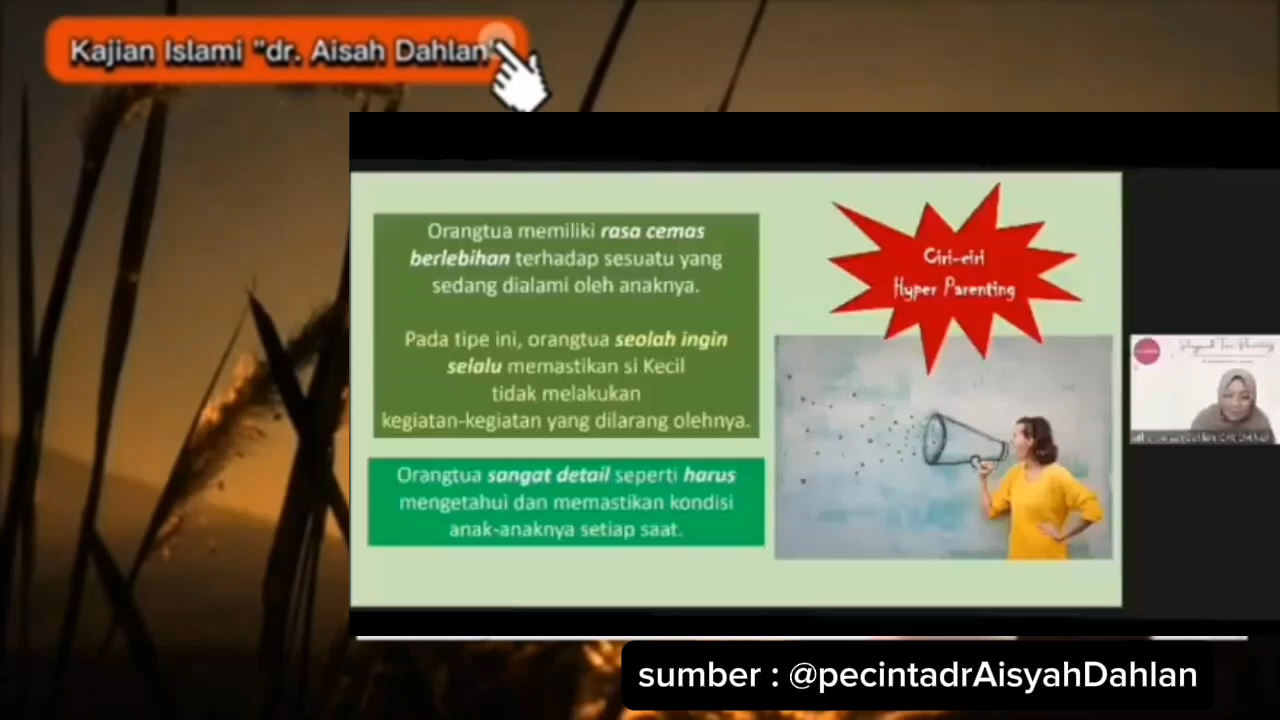 Kajian Islami "dr. Aisah Dahlan"
Orangtua memiliki rasa cemas
berlebihan terhadap sesuatu yang
sedang dialami oleh anaknya.
Pada tipe ini, orangtua seolah ingin
selalu memastikan si Kecil
tidak melakukan
kegiatan-kegiatan yang dilarang olehnya.
Orangtua sangat detail seperti harus
mengetahui dan memastikan kondisi
anak-anaknya setiap saat.
Ciri-ciri
Hyper Parenting
sumber : @pecintadrAisyahDahlan